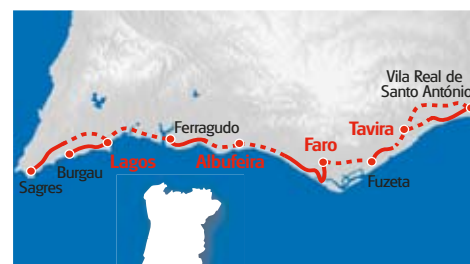 Vila Real de
Santo António
Ferragudo
Tavira
Faro
Lagos
Albufeira
Burgau
Fuzeta
Sagres